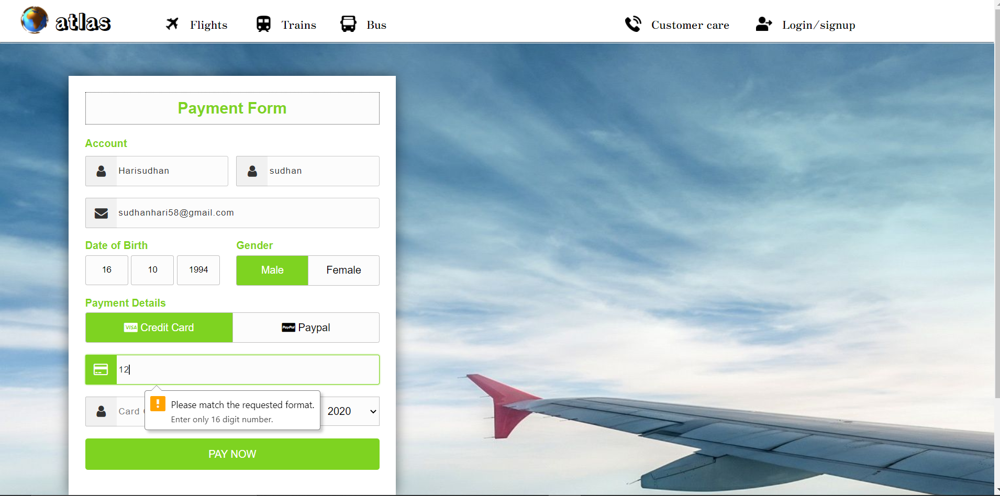 atlas
Flights
Trains
Bus
Customer care
Login/signup
Payment Form
Account
Harisudhan
sudhan
sudhanhari58@gmail.com
Date of Birth
Gender
16
10
1994
Male
Female
Payment Details
VISA Credit Card
PayPal Paypal
12
Please match the requested format.
Enter only 16 digit number.
Card
2020
PAY NOW